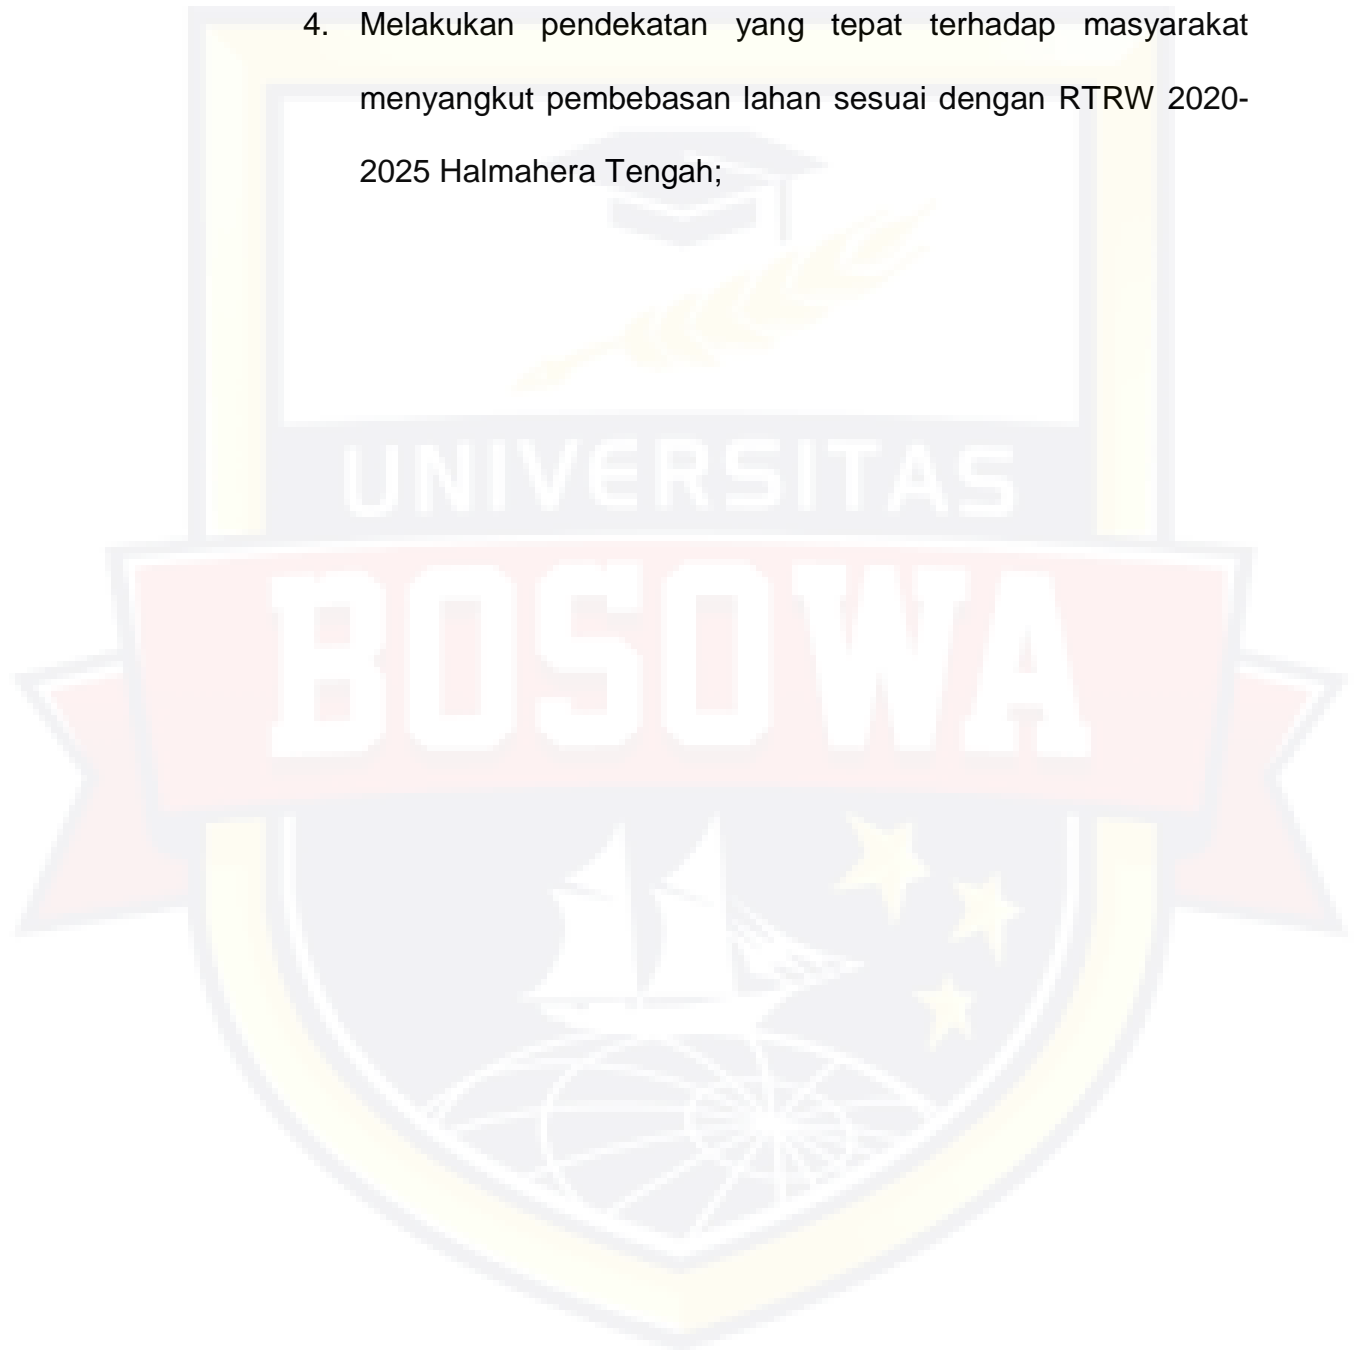 4. Melakukan pendekatan yang tepat terhadap masyarakat
menyangkut pembebasan lahan sesuai dengan RTRW 2020-
2025 Halmahera Tengah;
UNIVERSITAS
BOSOWA